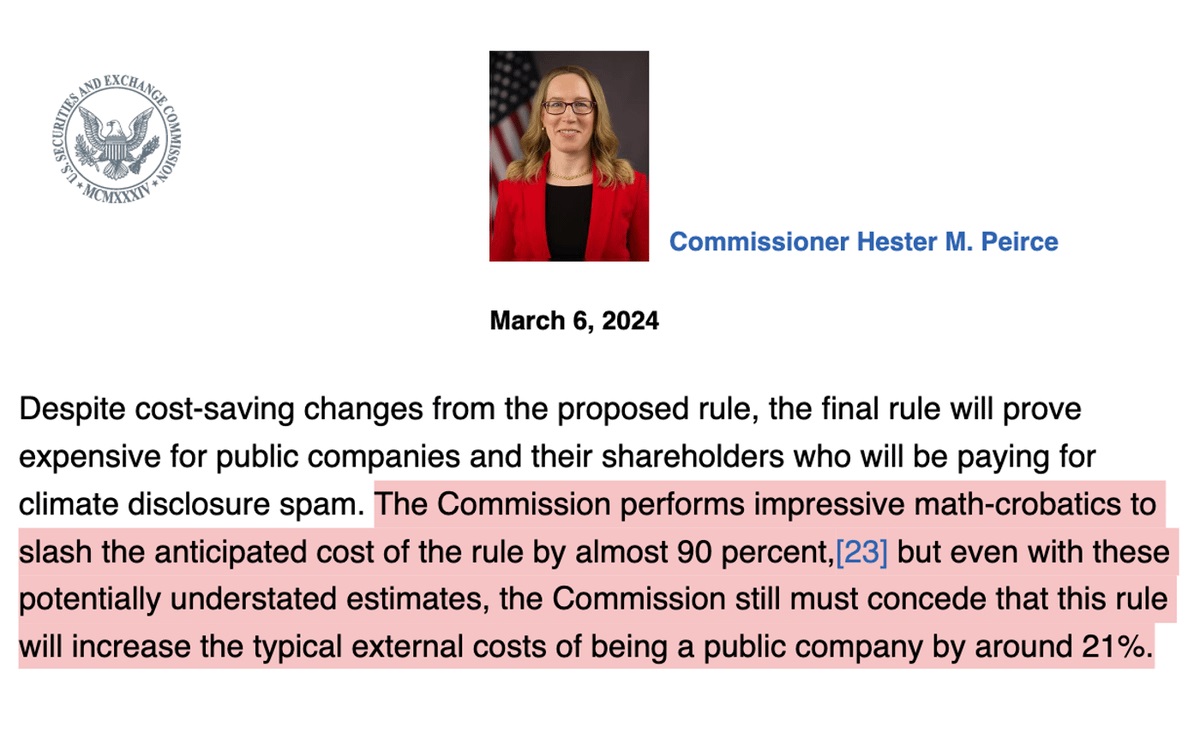 U.S. SECURITIES AND EXCHANGE COMMISSION
MCMXXXIV
Commissioner Hester M. Peirce
March 6, 2024
Despite cost-saving changes from the proposed rule, the final rule will prove
expensive for public companies and their shareholders who will be paying for
climate disclosure spam. The Commission performs impressive math-crobatics to
slash the anticipated cost of the rule by almost 90 percent,[23] but even with these
potentially understated estimates, the Commission still must concede that this rule
will increase the typical external costs of being a public company by around 21%.